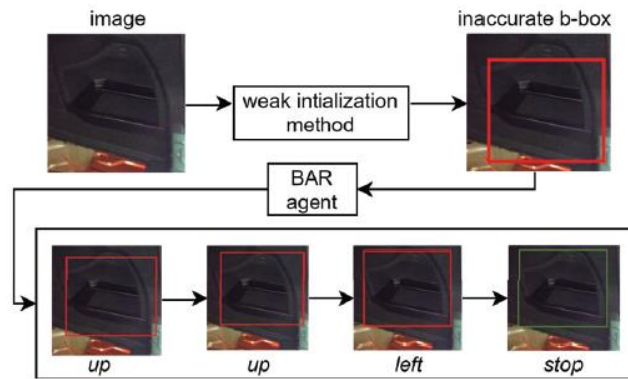 image
inaccurate b-box
weak intialization
method
BAR
agent
up
up
left
stop